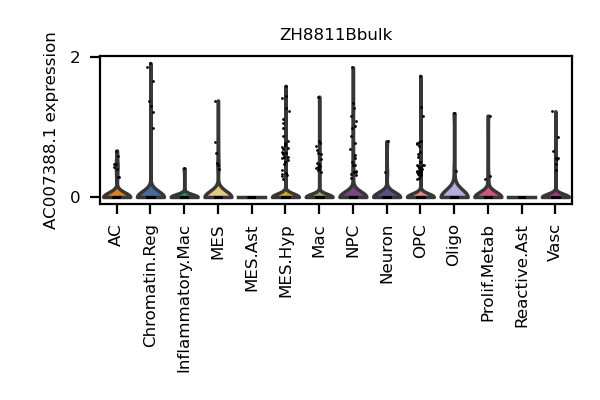 ZH8811Bbulk
AC007388.1 expression
2
0
AC
Chromatin.Reg
Inflammatory.Mac
MES
MES.Ast
MES.Hyp
Mac
NPC
Neuron
OPC
Oligo
Prolif.Metab
Reactive.Ast
Vasc